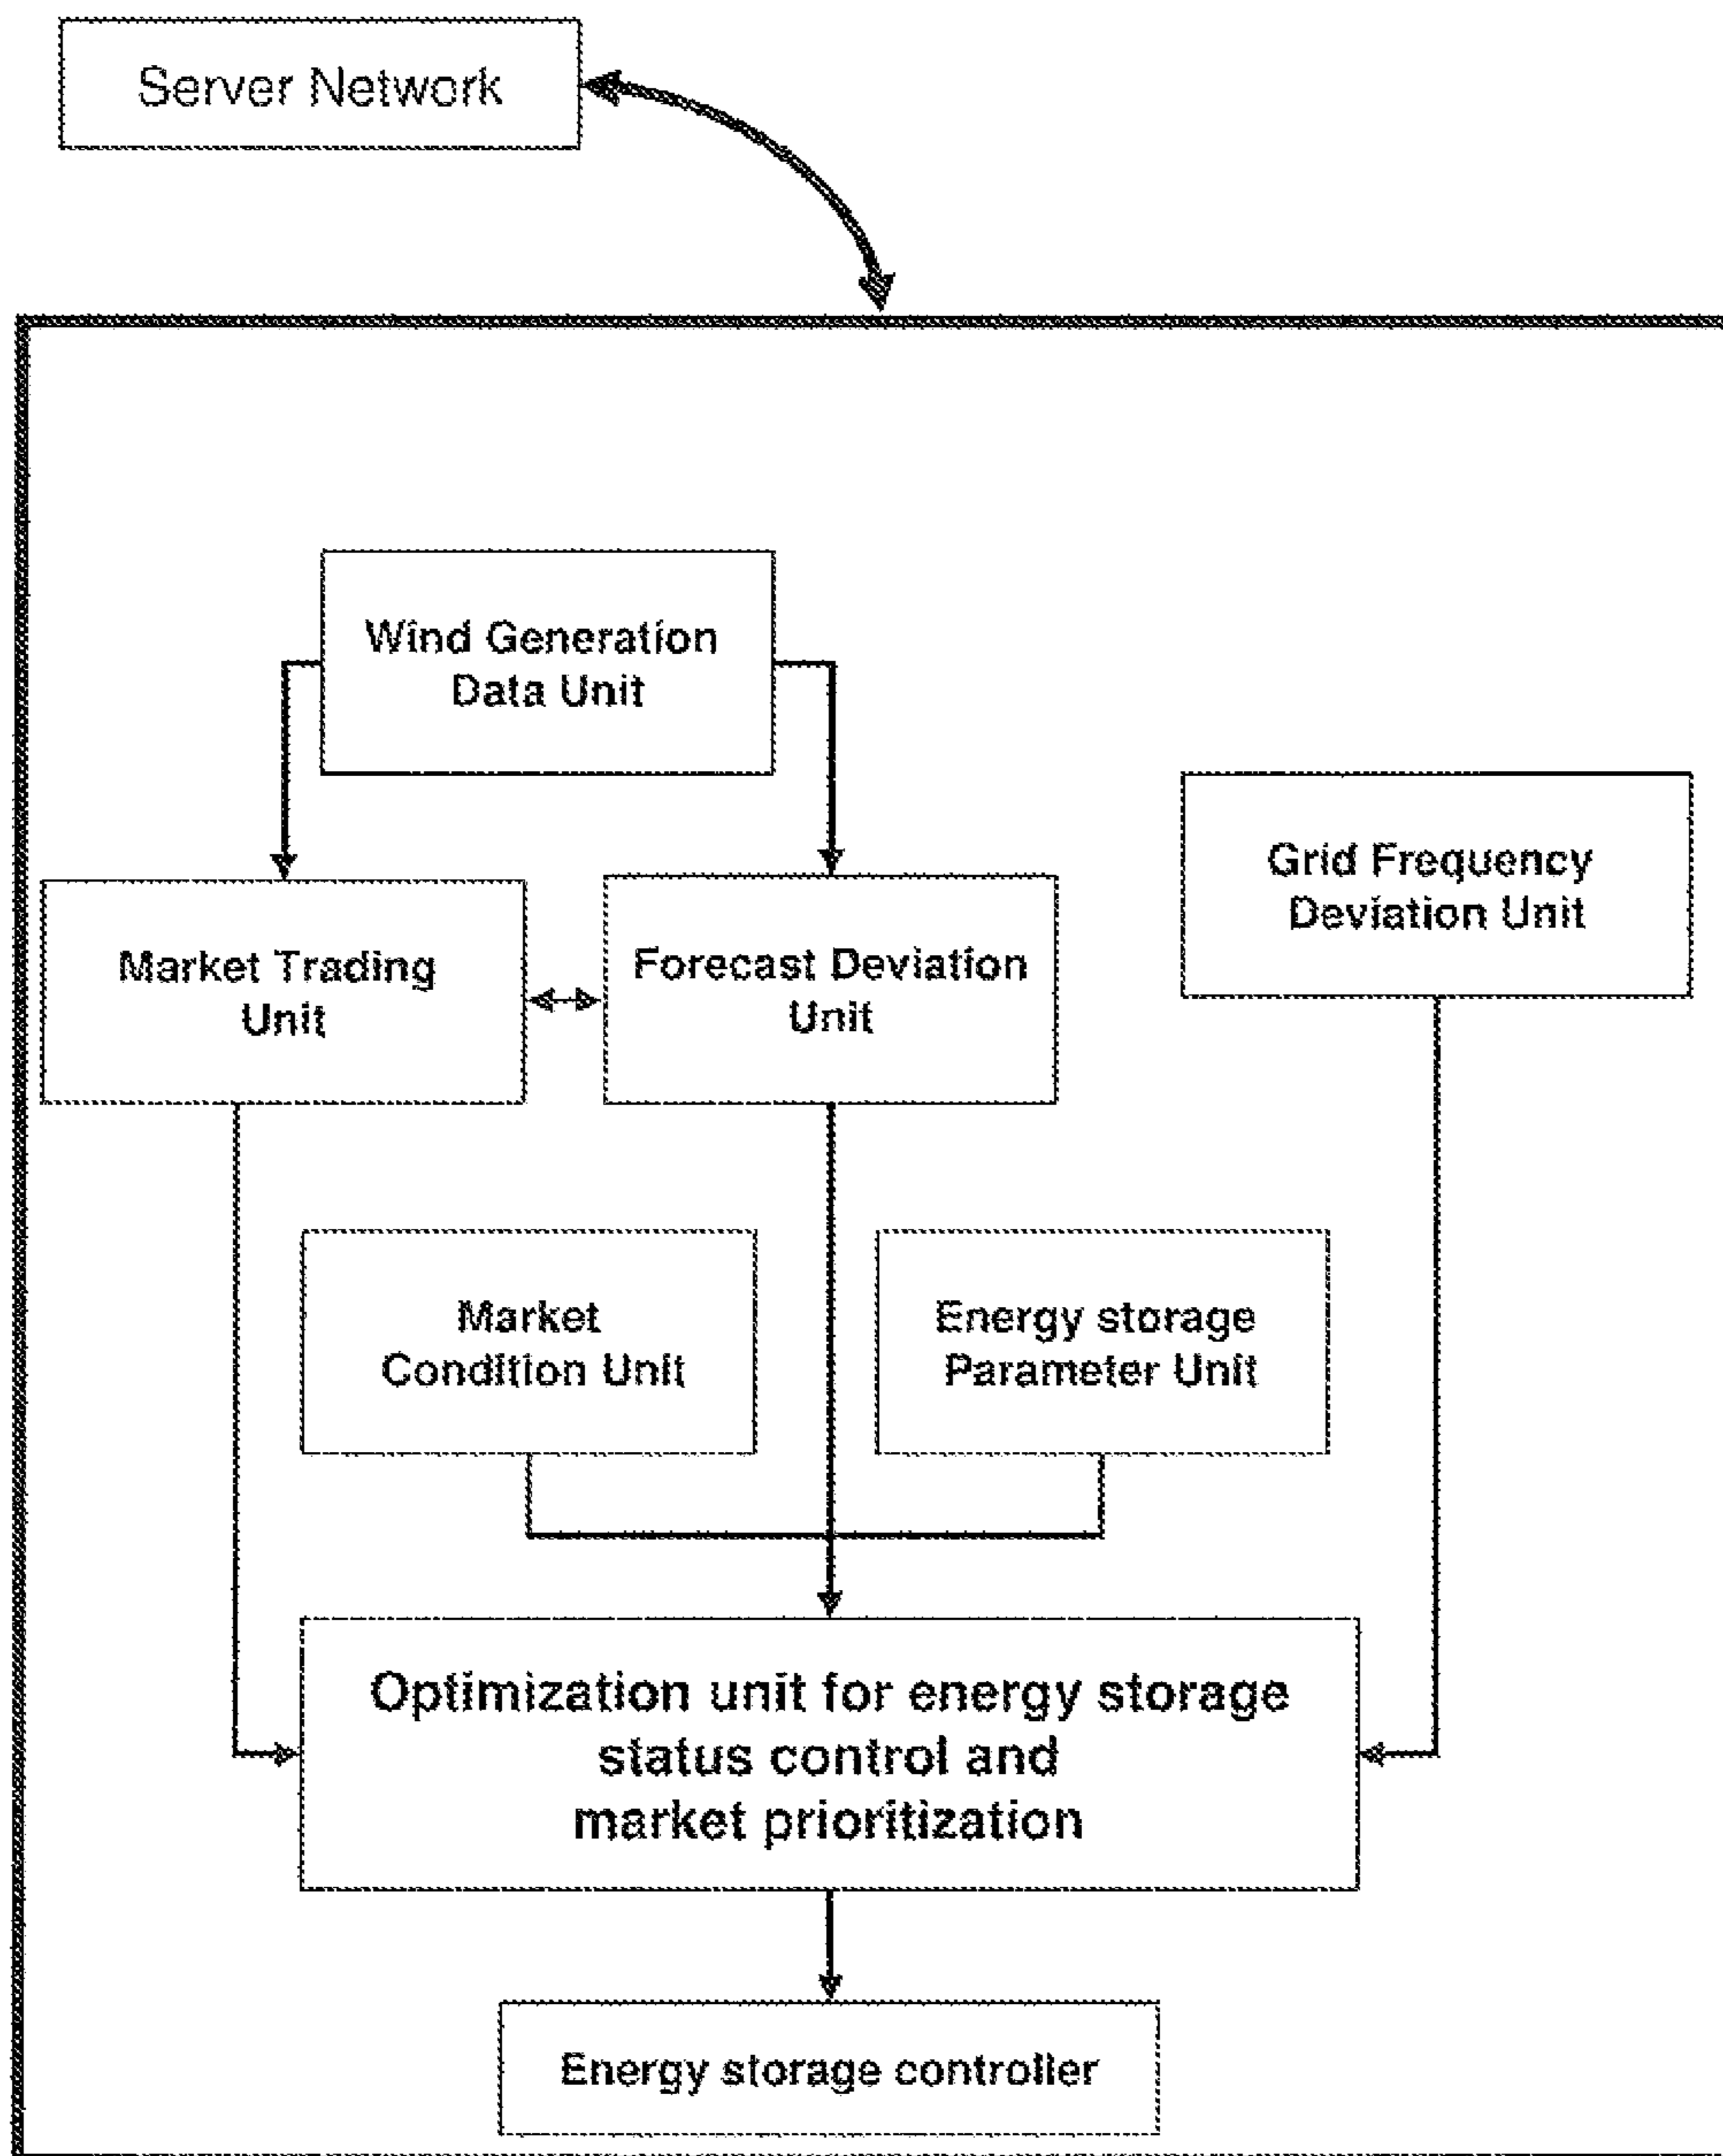 Server Network
Wind Generation
Data Unit
Grid Frequency
Deviation Unit
Market Trading
Unit
Forecast Deviation
Unit
Market
Condition Unit
Energy storage
Parameter Unit
Optimization unit for energy storage
status control and
market prioritization
Energy storage controller